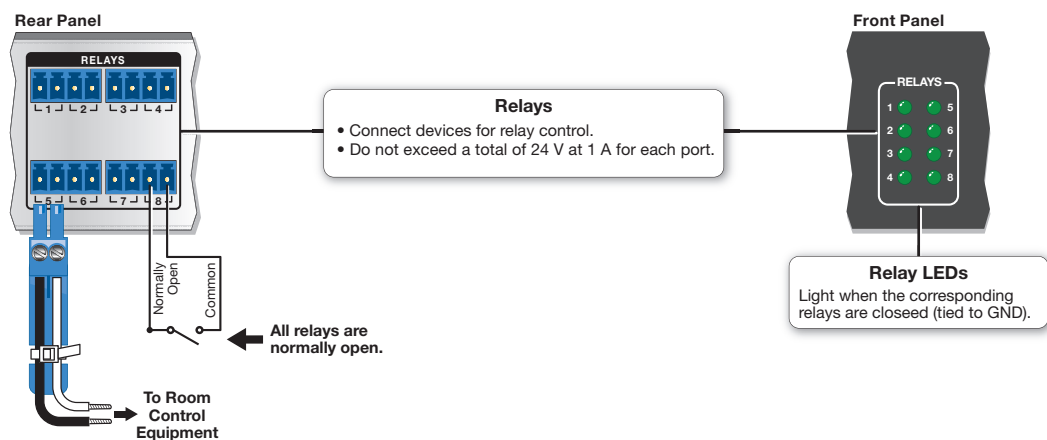 Rear Panel
RELAYS
1 2 3 4
5 6 7 8
Normally
Open
Common
All relays are
normally open.
To Room
Control
Equipment
Relays
• Connect devices for relay control.
• Do not exceed a total of 24 V at 1 A for each port.
Front Panel
RELAYS
1 5
2 6
3 7
4 8
Relay LEDs
Light when the corresponding
relays are closeed (tied to GND).